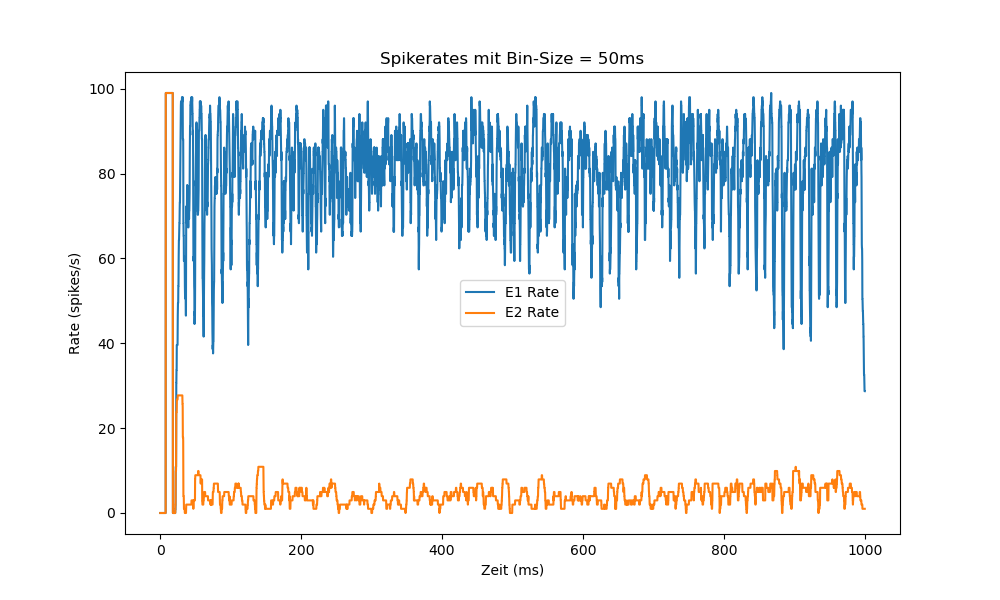 Spikerates mit Bin-Size = 50ms
100
80
60
40
20
0
Rate (spikes/s)
E1 Rate
E2 Rate
0 200 400 600 800 1000
Zeit (ms)